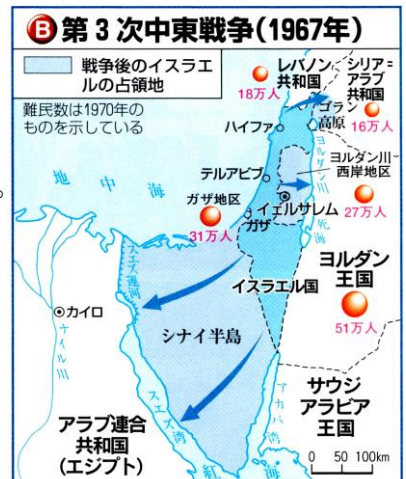 B 第3次中東戦争(1967年)
戦争後のイスラエ
ルの占領地
難民数は1970年の
ものを示している
レバノン
共和国
18万人
シリア=
アラブ
共和国
16万人
ゴラン
高原
ハイファ
ヨルダン川
西岸地区
27万人
テルアビブ
ヨルダン川
地中海
ガザ地区
31万人
ガザ
イェルサレム
死海
ヨルダン
王国
51万人
イスラエル国
スエズ運河
カイロ
ナイル川
シナイ半島
アカバ湾
スエズ湾
サウジ
アラビア
王国
アラブ連合
共和国
(エジプト)
紅海
0 50 100km